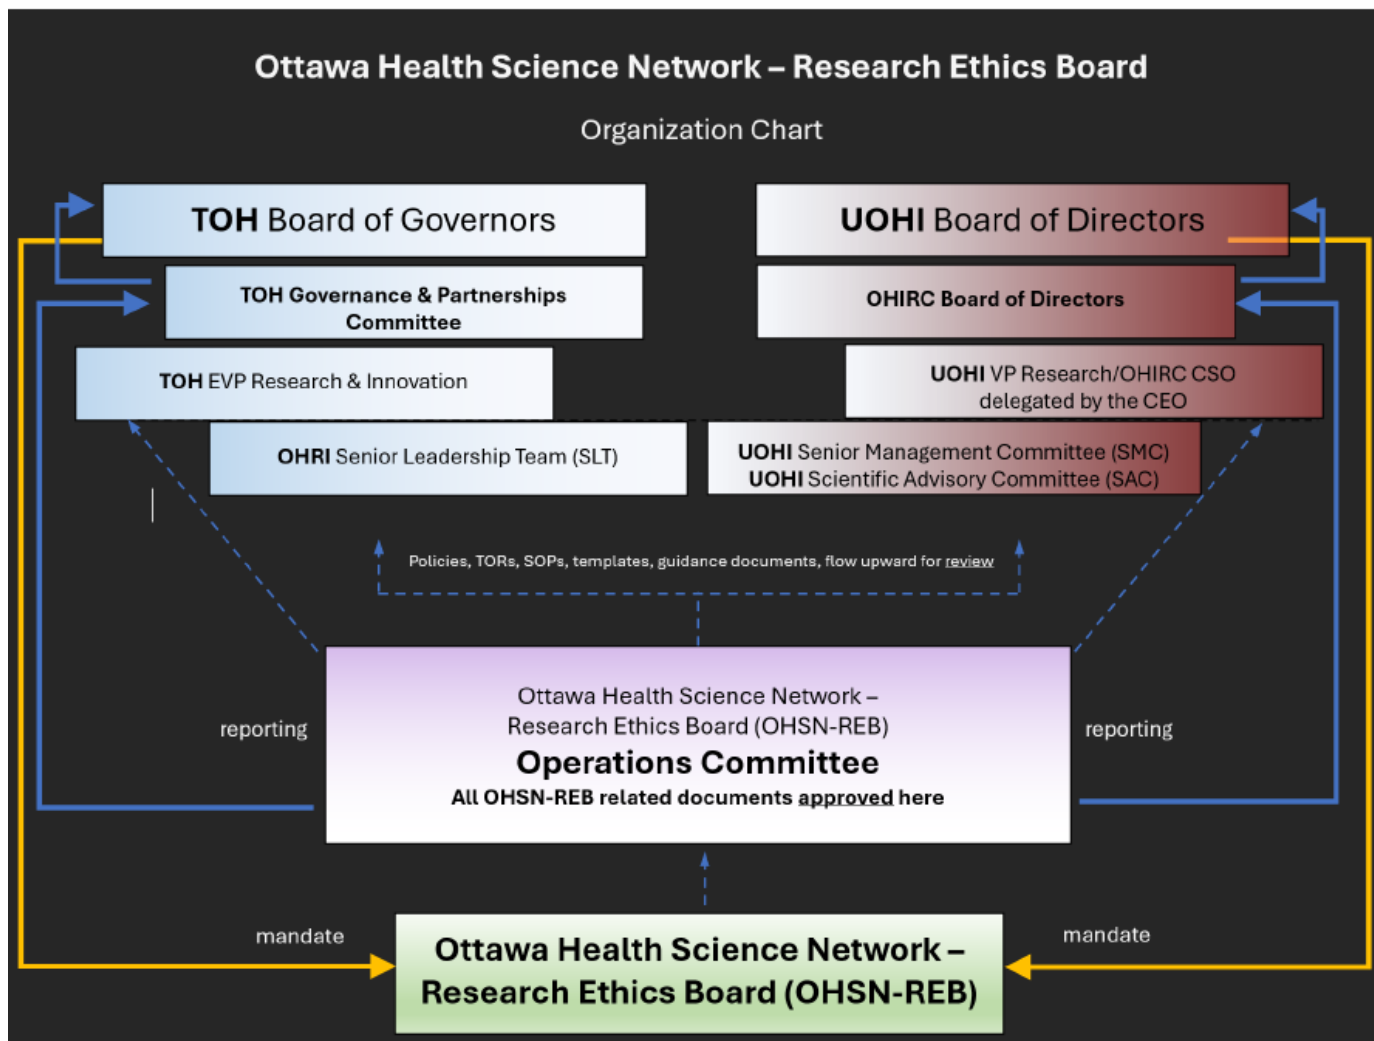 Ottawa Health Science Network – Research Ethics Board
Organization Chart
TOH Board of Governors
UOHI Board of Directors
TOH Governance & Partnerships
Committee
OHIRC Board of Directors
TOH EVP Research & Innovation
UOHI VP Research/OHIRC CSO
delegated by the CEO
OHRI Senior Leadership Team (SLT)
UOHI Senior Management Committee (SMC)
UOHI Scientific Advisory Committee (SAC)
Policies, TORs, SOPs, templates, guidance documents, flow upward for review
Ottawa Health Science Network –
Research Ethics Board (OHSN-REB)
Operations Committee
All OHSN-REB related documents approved here
reporting
reporting
mandate
mandate
Ottawa Health Science Network –
Research Ethics Board (OHSN-REB)